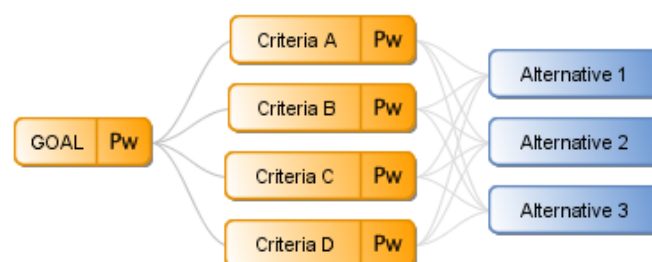 Criteria A Pw
Alternative 1
Criteria B Pw
GOAL Pw
Alternative 2
Criteria C Pw
Alternative 3
Criteria D Pw